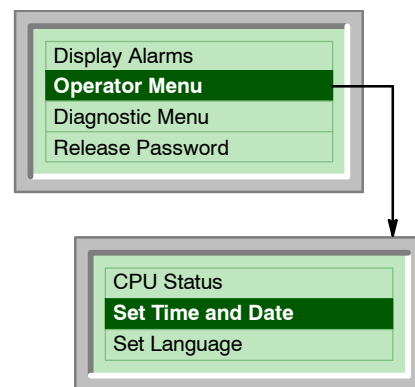 Display Alarms
Operator Menu
Diagnostic Menu
Release Password
CPU Status
Set Time and Date
Set Language